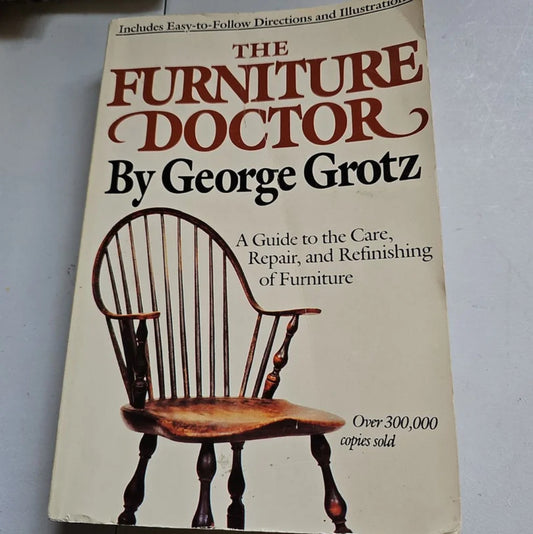 Includes Easy-to-Follow Directions and Illustrations
THE
FURNITURE
DOCTOR
By George Grotz
A Guide to the Care,
Repair, and Refinishing
of Furniture
Over 300,000
copies sold